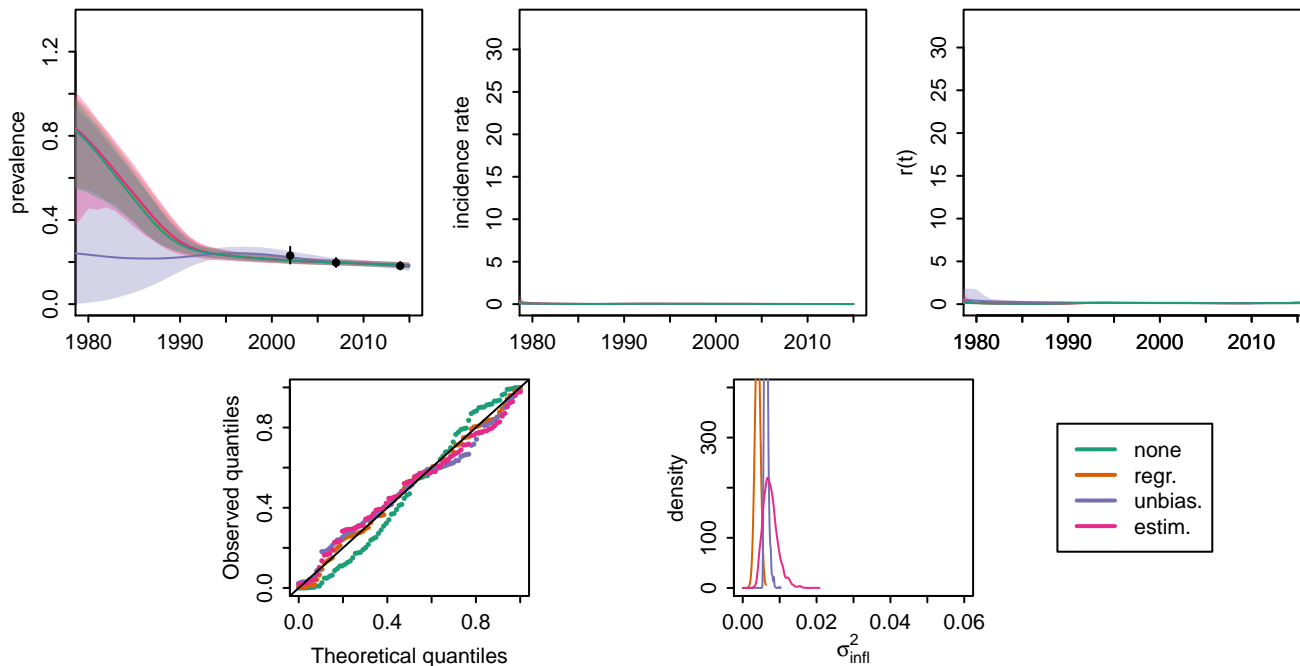 prevalence
0.0
0.4
0.8
1.2
1980 1990 2000 2010
incidence rate
0
5
10
15
20
25
30
1980 1990 2000 2010
r(t)
0
5
10
15
20
25
30
1980 1990 2000 2010
Observed quantiles
0.0
0.4
0.8
0.0 0.4 0.8
Theoretical quantiles
density
0
100
300
0.00 0.02 0.04 0.06
σ²infl
none
regr.
unbias.
estim.